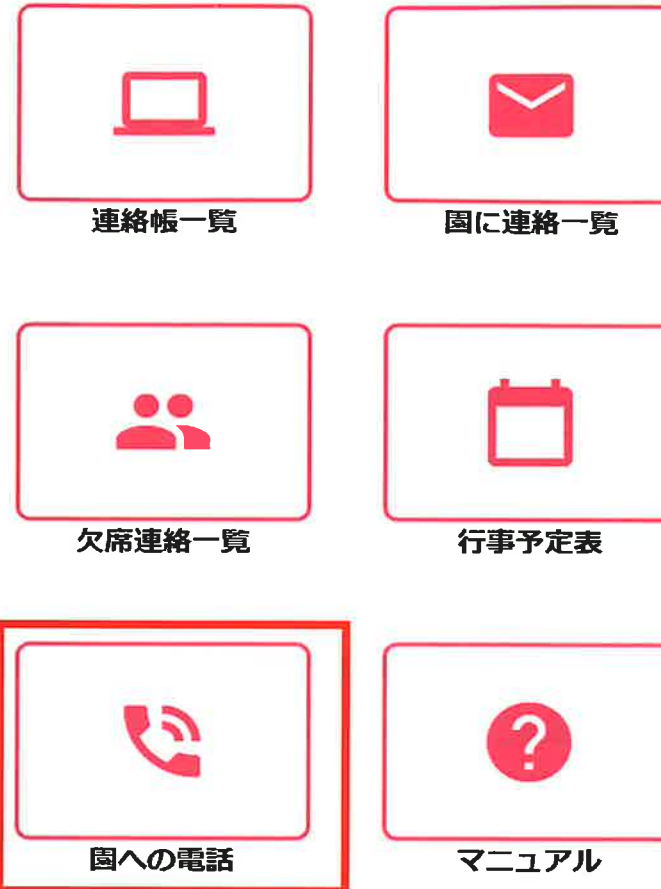 連絡帳一覧
園に連絡一覧
欠席連絡一覧
行事予定表
園への電話
マニュアル